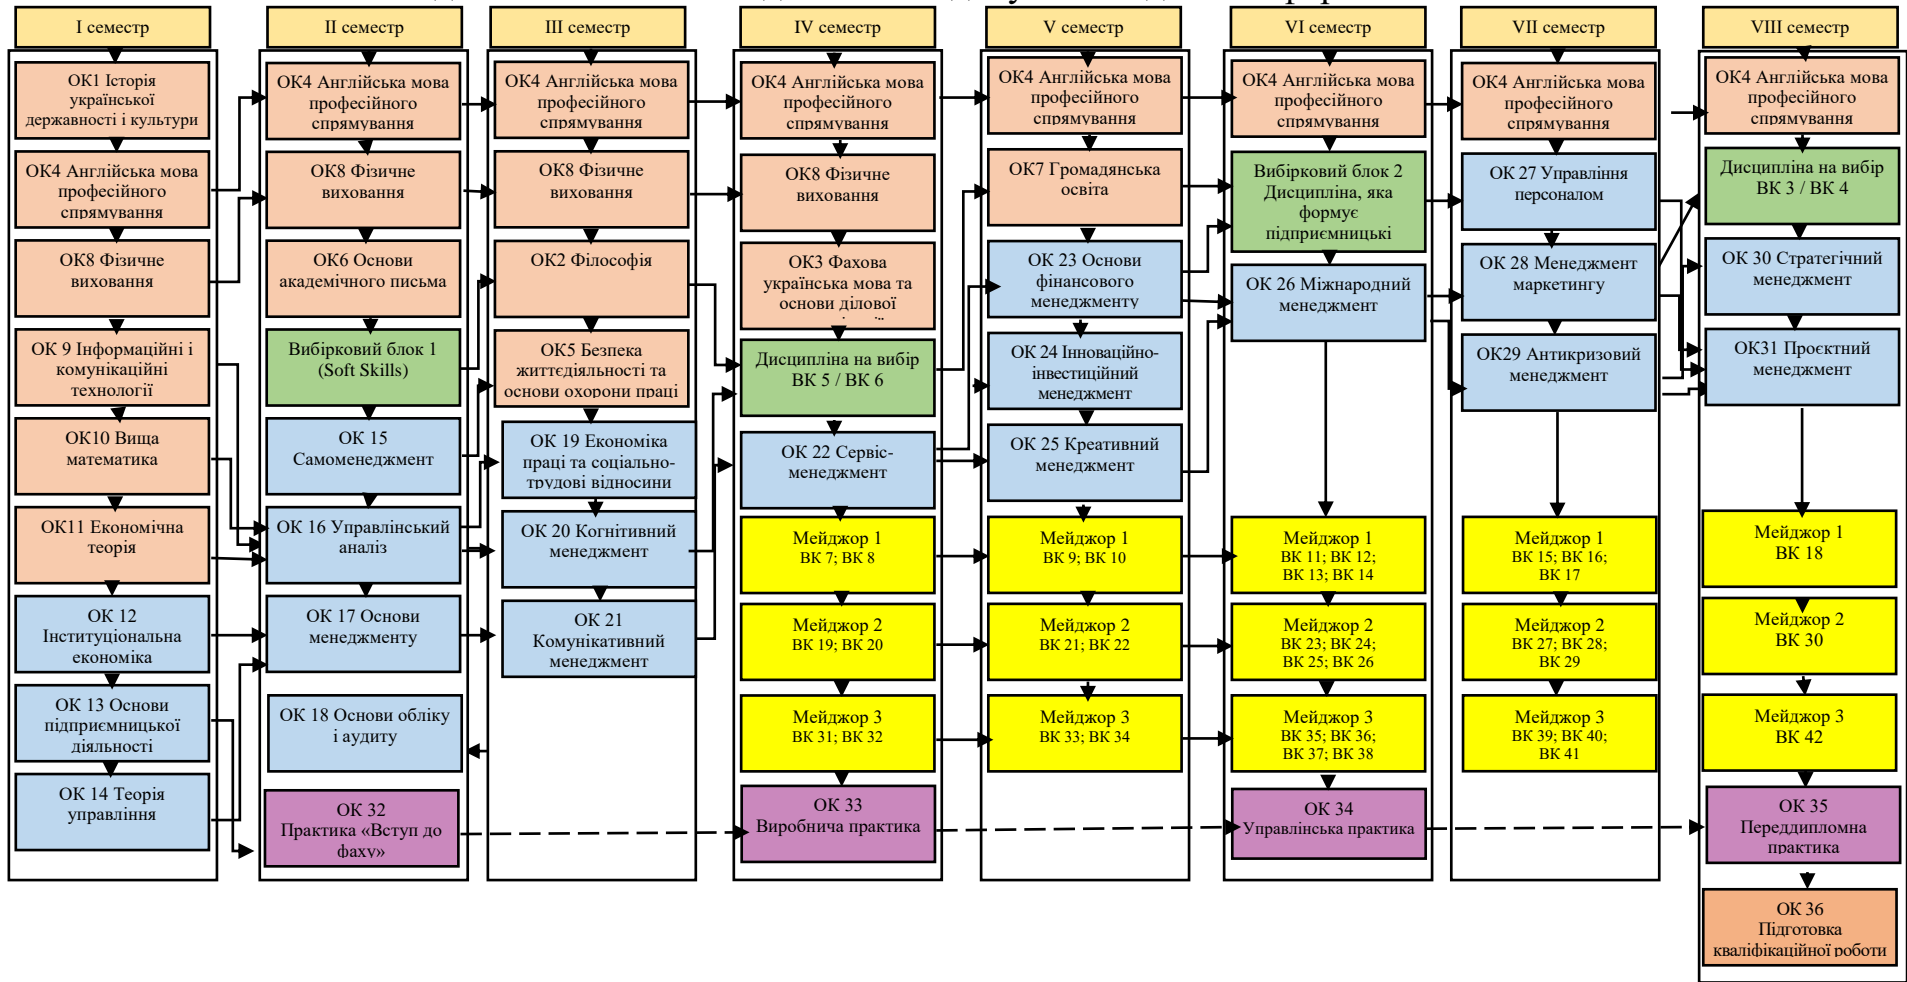 I семестр
ОК1 Історія
української
державності і культури
ОК4 Англійська мова
професійного
спрямування
ОК8 Фізичне
виховання
ОК 9 Інформаційні і
комунікаційні
технології
ОК10 Вища
математика
ОК11 Економічна
теорія
ОК 12
Інституціональна
економіка
ОК 13 Основи
підприємницької
діяльності
ОК 14 Теорія
управління
II семестр
ОК4 Англійська мова
професійного
спрямування
ОК8 Фізичне
виховання
ОК6 Основи
академічного письма
Вибірковий блок 1
(Soft Skills)
ОК 15
Самоменеджмент
ОК 16 Управлінський
аналіз
ОК 17 Основи
менеджменту
ОК 18 Основи обліку
і аудиту
ОК 32
Практика «Вступ до
фаху»
III семестр
ОК4 Англійська мова
професійного
спрямування
ОК8 Фізичне
виховання
ОК2 Філософія
ОК5 Безпека
життєдіяльності та
основи охорони праці
ОК 19 Економіка
праці та соціально-
трудові відносини
ОК 20 Когнітивний
менеджмент
ОК 21
Комунікативний
менеджмент
IV семестр
ОК4 Англійська мова
професійного
спрямування
ОК8 Фізичне
виховання
ОК3 Фахова
українська мова та
основи ділової
Дисципліна на вибір
ВК 5 / ВК 6
ОК 22 Сервіс-
менеджмент
Мейджор 1
ВК 7; ВК 8
Мейджор 2
ВК 19; ВК 20
Мейджор 3
ВК 31; ВК 32
ОК 33
Виробнича практика
V семестр
ОК4 Англійська мова
професійного
спрямування
ОК7 Громадянська
освіта
ОК 23 Основи
фінансового
менеджменту
ОК 24 Інноваційно-
інвестиційний
менеджмент
ОК 25 Креативний
менеджмент
Мейджор 1
ВК 9; ВК 10
Мейджор 2
ВК 21; ВК 22
Мейджор 3
ВК 33; ВК 34
VI семестр
ОК4 Англійська мова
професійного
спрямування
Вибірковий блок 2
Дисципліна, яка
формує
підприємницькі
ОК 26 Міжнародний
менеджмент
Мейджор 1
ВК 11; ВК 12;
ВК 13; ВК 14
Мейджор 2
ВК 23; ВК 24;
ВК 25; ВК 26
Мейджор 3
ВК 35; ВК 36;
ВК 37; ВК 38
ОК 34
Управлінська практика
VII семестр
ОК4 Англійська мова
професійного
спрямування
ОК 27 Управління
персоналом
ОК 28 Менеджмент
маркетингу
ОК29 Антикризовий
менеджмент
Мейджор 1
ВК 15; ВК 16;
ВК 17
Мейджор 2
ВК 27; ВК 28;
ВК 29
Мейджор 3
ВК 39; ВК 40;
ВК 41
VIII семестр
ОК4 Англійська мова
професійного
спрямування
Дисципліна на вибір
ВК 3 / ВК 4
ОК 30 Стратегічний
менеджмент
ОК31 Проєктний
менеджмент
Мейджор 1
ВК 18
Мейджор 2
ВК 30
Мейджор 3
ВК 42
ОК 35
Переддипломна
практика
ОК 36
Підготовка
кваліфікаційної роботи